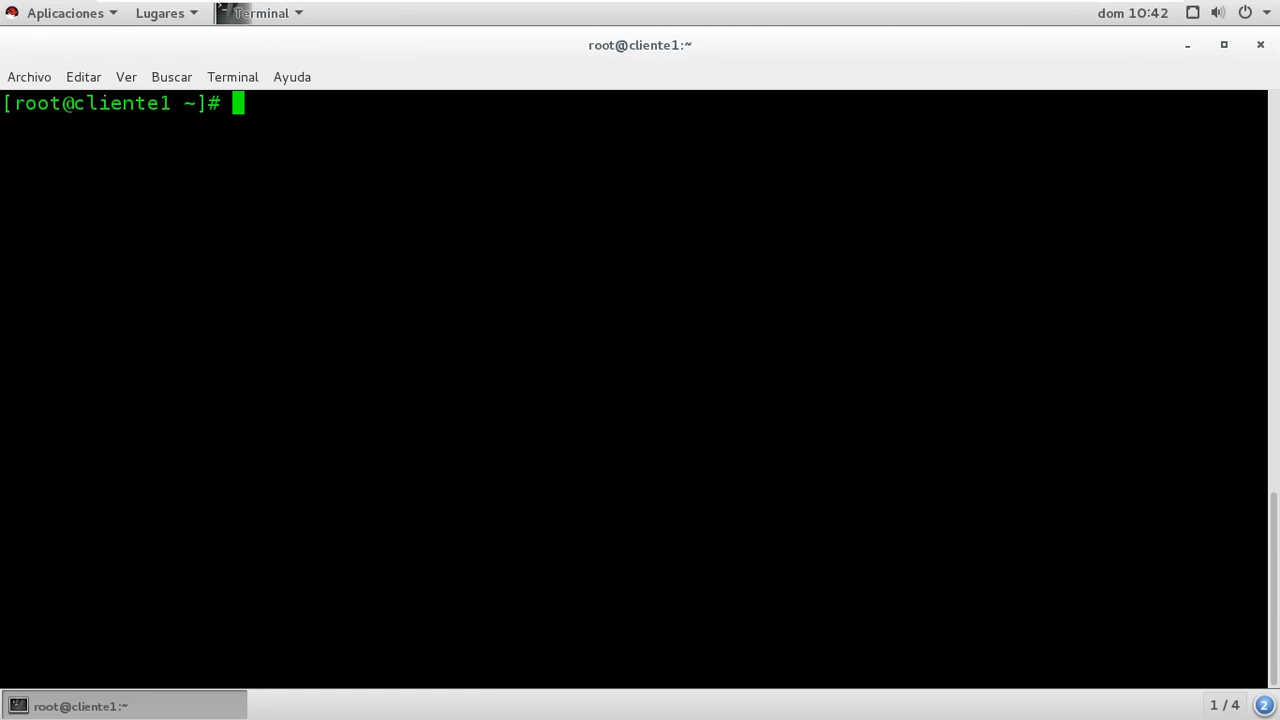 Aplicaciones Lugares Terminal dom 10:42
root@cliente1:~
Archivo Editar Ver Buscar Terminal Ayuda
[root@cliente1 ~]#
root@cliente1:~ 1 / 4 2